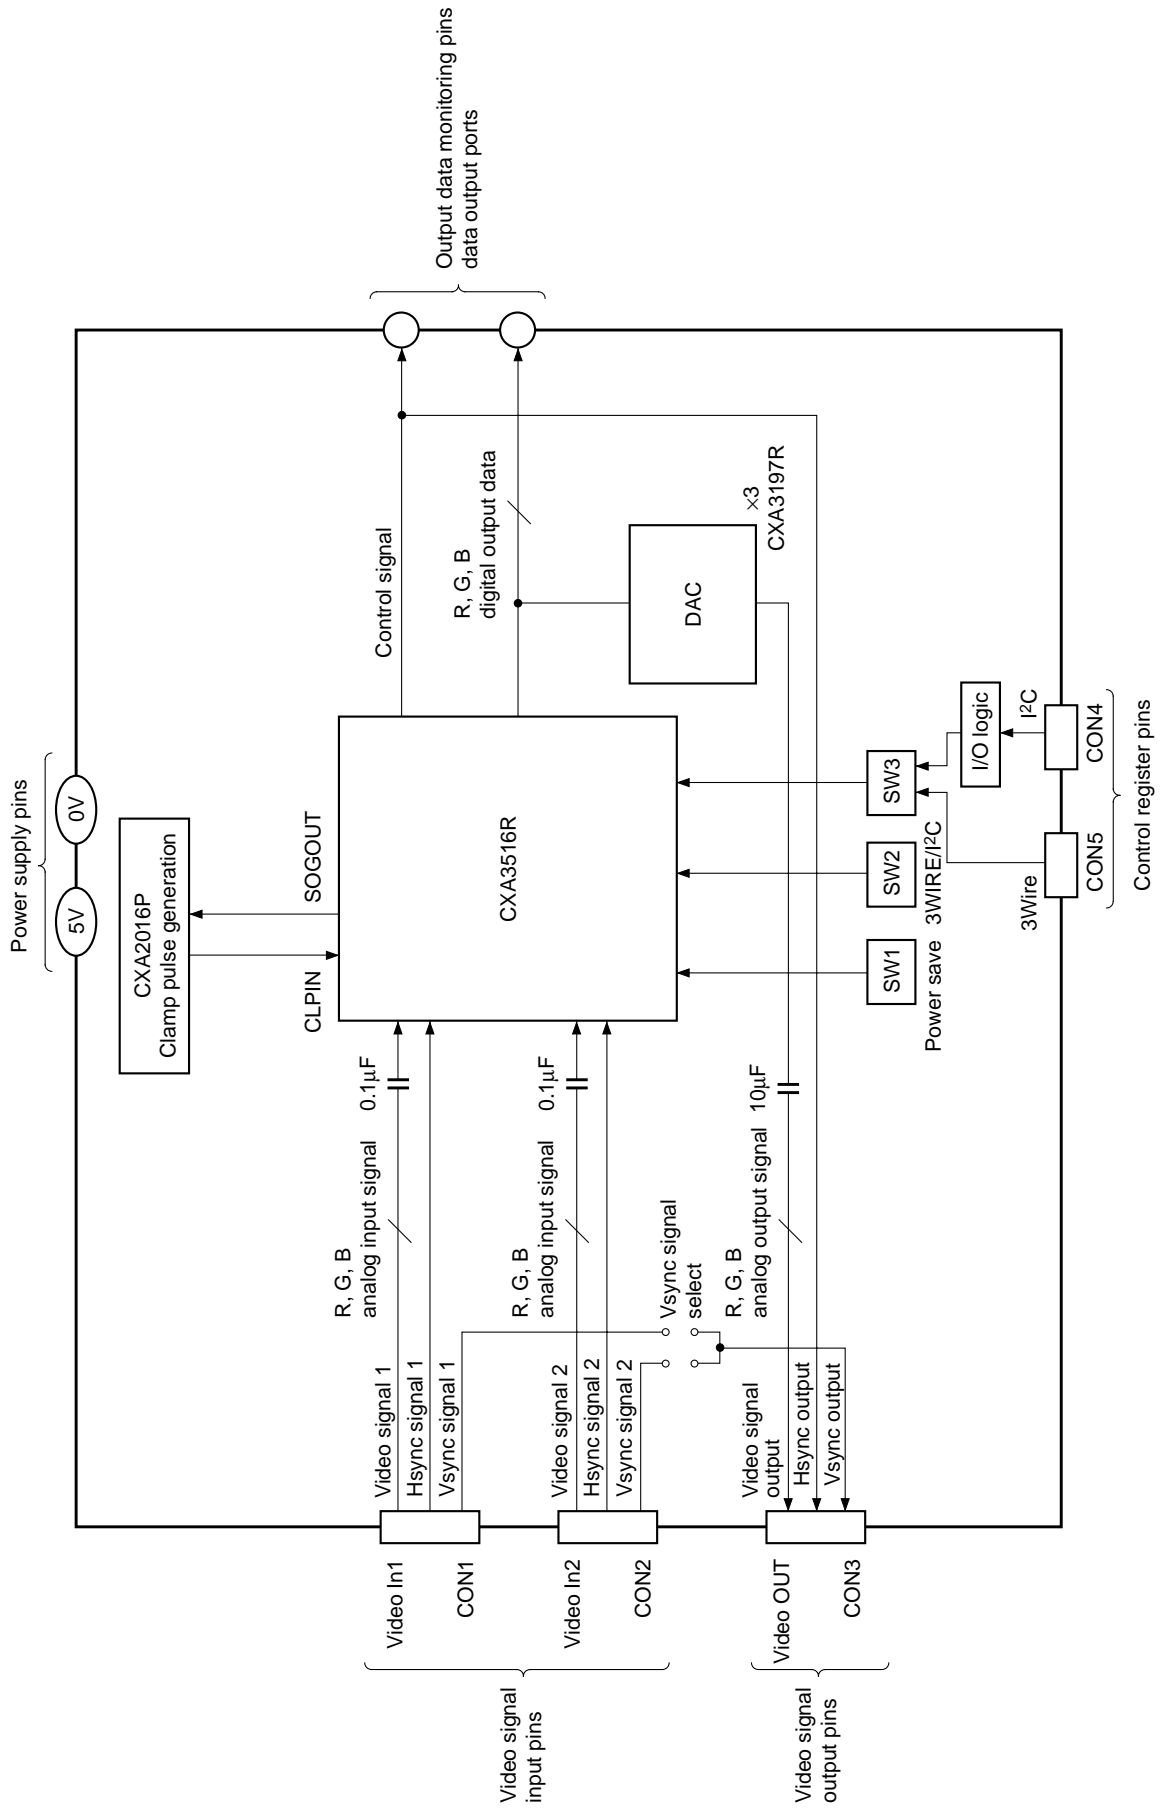 Power supply pins
5V
0V
CXA2016P
Clamp pulse generation
CLPIN
SOGOUT
CXA3516R
Video signal
input pins
Video In1
CON1
Video signal 1
Hsync signal 1
Vsync signal 1
R, G, B
analog input signal
0.1μF
Video In2
CON2
Video signal 2
Hsync signal 2
Vsync signal 2
R, G, B
analog input signal
0.1μF
Vsync signal
select
Video signal
output pins
Video OUT
CON3
Video signal
output
Hsync output
Vsync output
R, G, B
analog output signal
10μF
Control signal
R, G, B
digital output data
Output data monitoring pins
data output ports
DAC
×3
CXA3197R
SW1
Power save
SW2
3WIRE/I²C
SW3
I/O logic
3Wire
I²C
CON5
CON4
Control register pins